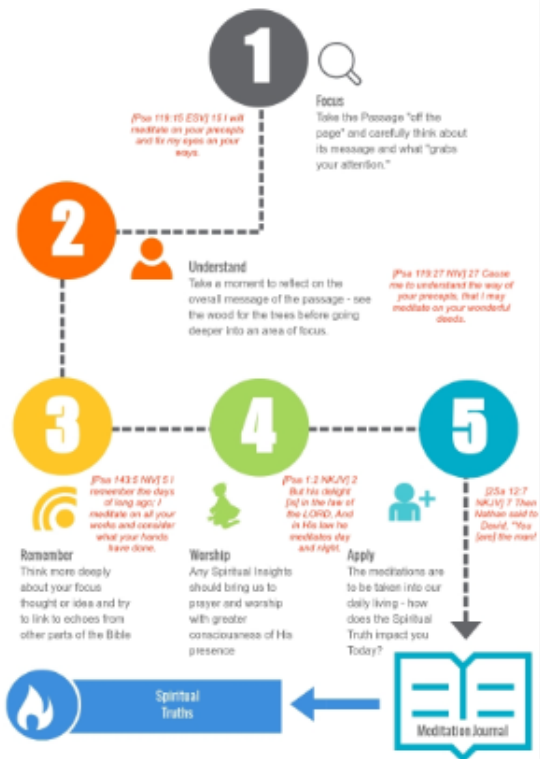 1
Focus
Take the Passage "off the
page" and carefully think about
its message and what "grabs
your attention."
[Psa 119:15 ESV] 15 I will
meditate on your precepts
and fix my eyes on your
ways.
2
Understand
Take a moment to reflect on the
overall message of the passage - see
the wood for the trees before going
deeper into an area of focus.
[Psa 119:27 NIV] 27 Cause
me to understand the way of
your precepts, that I may
meditate on your wonderful
deeds.
3
[Psa 143:5 NIV] 5 I
remember the days
of long ago; I
meditate on all your
works and consider
what your hands
have done.
Remember
Think more deeply
about your focus
thought or idea and try
to link to echoes from
other parts of the Bible
4
[Psa 1:2 NKJV] 2
But his delight
[is] in the law of
the LORD, And
in His law he
meditates day
and night.
Worship
Any Spiritual Insights
should bring us to
prayer and worship
with greater
consciousness of His
presence
5
[2Sa 12:7
NKJV] 7 Then
Nathan said to
David, "You
[are] the man!
Apply
The meditations are
to be taken into our
daily living - how
does the Spiritual
Truth impact you
Today?
Meditation Journal
Spiritual
Truths